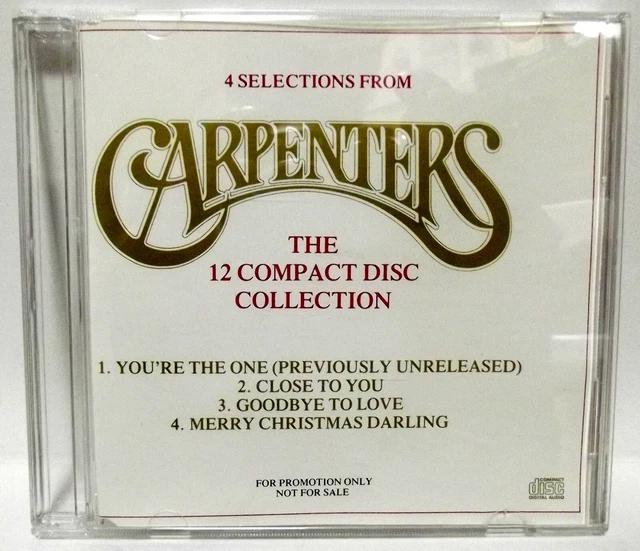 4 SELECTIONS FROM
CARPENTERS
THE
12 COMPACT DISC
COLLECTION
1. YOU'RE THE ONE (PREVIOUSLY UNRELEASED)
2. CLOSE TO YOU
3. GOODBYE TO LOVE
4. MERRY CHRISTMAS DARLING
FOR PROMOTION ONLY
NOT FOR SALE
COMPACT
disc
DIGITAL AUDIO